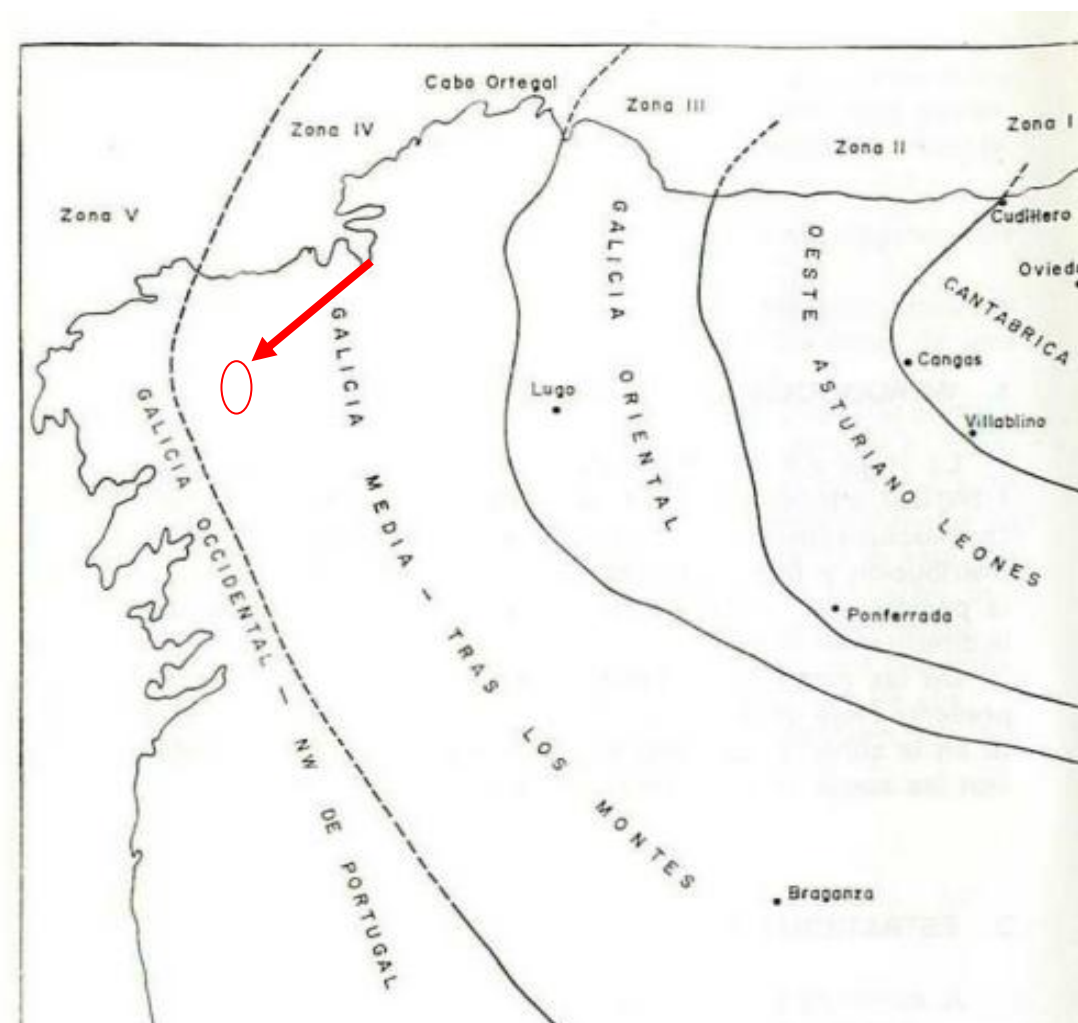 Cabo Ortegal
Zona III
Zona IV
Zona I
Zona II
Zona V
Cudillero
Oviedo
GALICIA ORIENTAL
OESTE ASTURIANO LEONES
CANTABRICA
GALICIA MEDIA - TRAS LOS MONTES
Cangas
Lugo
Villablino
GALICIA OCCIDENTAL - NW DE PORTUGAL
Ponferrada
Braganza